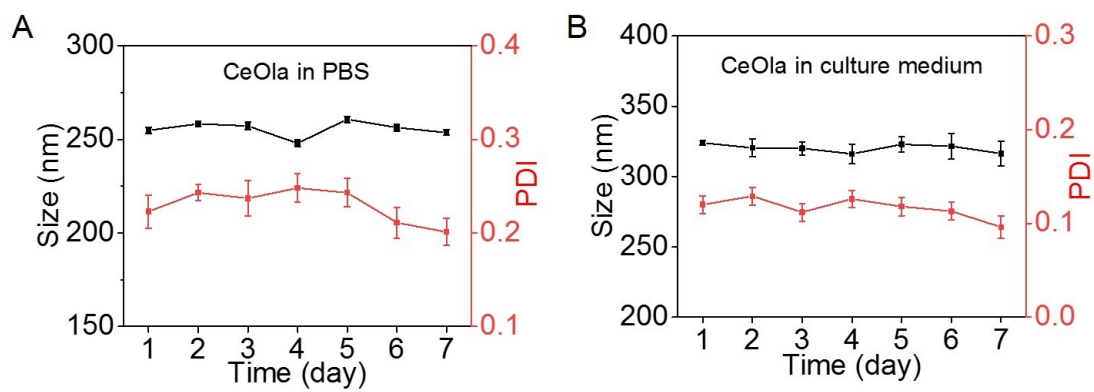 A
CeOla in PBS
300
250
200
150
Size (nm)
0.4
0.3
0.2
0.1
PDI
1 2 3 4 5 6 7
Time (day)
B
CeOla in culture medium
400
350
300
250
200
Size (nm)
0.3
0.2
0.1
0.0
PDI
1 2 3 4 5 6 7
Time (day)